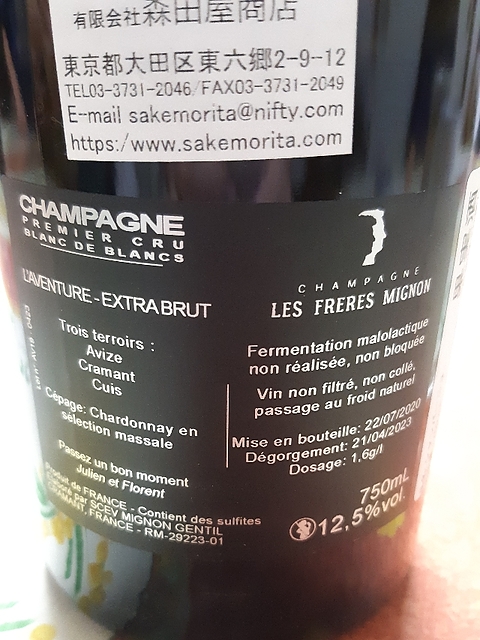 有限会社森田屋商店
東京都大田区東六郷2-9-12
TEL03-3731-2046/FAX03-3731-2049
E-mail sakemorita@nifty.com
https:/www.sakemorita.com
CHAMPAGNE
PREMIER CRU
BLANC DE BLANCS
L'AVENTURE - EXTRA BRUT
Trois terroirs :
Avize
Cramant
Cuis
Cépage: Chardonnay en
sélection massale
Passez un bon moment
Julien et Florent
Produit de FRANCE - Contient des sulfites
Élaboré par SCEV MIGNON GENTIL
CRAMANT, FRANCE - RM-29223-01
CHAMPAGNE
LES FRERES MIGNON
Fermentation malolactique
non réalisée, non bloquée
Vin non filtré, non collé,
passage au froid naturel
Mise en bouteille: 22/07/2020
Dégorgement: 21/04/2023
Dosage: 1,6g/l
750mL
12,5%vol.